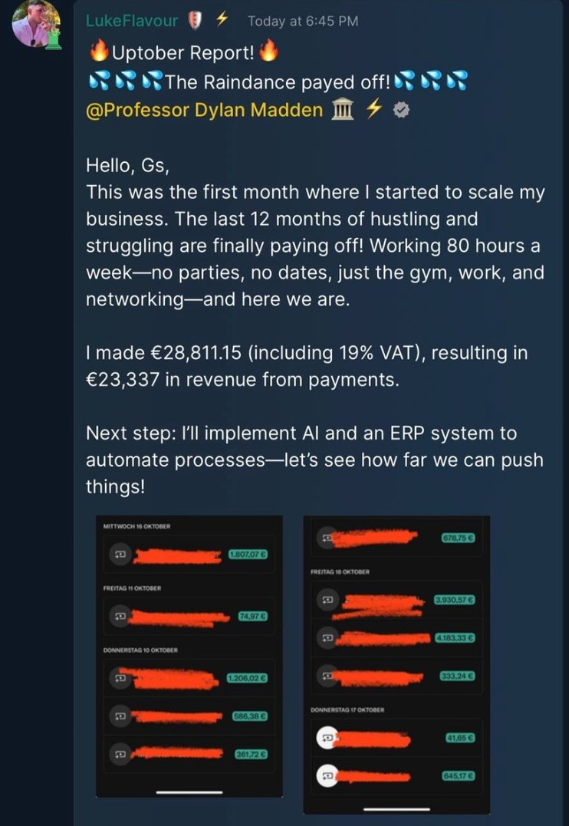 LukeFlavour Today at 6:45 PM
🔥Uptober Report!🔥
💦💦💦The Raindance payed off!💦💦💦
@Professor Dylan Madden 🏛️ ⚡
Hello, Gs,
This was the first month where I started to scale my
business. The last 12 months of hustling and
struggling are finally paying off! Working 80 hours a
week—no parties, no dates, just the gym, work, and
networking—and here we are.
I made €28,811.15 (including 19% VAT), resulting in
€23,337 in revenue from payments.
Next step: I'll implement AI and an ERP system to
automate processes—let's see how far we can push
things!
MITTWOCH 16 OKTOBER
1.807,07 €
FREITAG 11 OKTOBER
74,97 €
DONNERSTAG 10 OKTOBER
1.206,02 €
586,38 €
361,72 €
678,75 €
FREITAG 18 OKTOBER
3.930,57 €
4.183,33 €
333,24 €
DONNERSTAG 17 OKTOBER
41,65 €
645,17 €